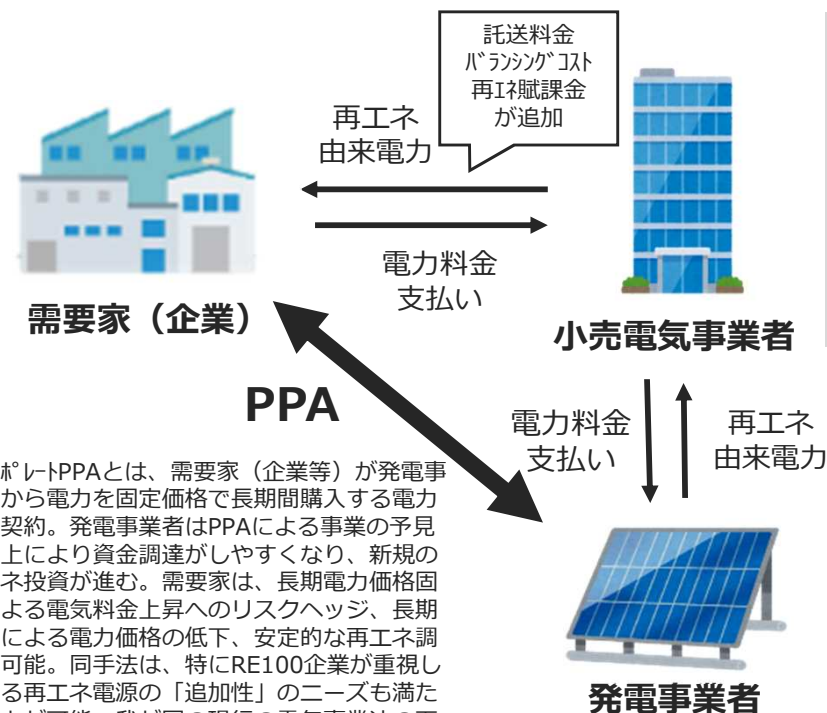 託送料金
ﾊﾞﾗﾝｼﾝｸﾞｺｽﾄ
再ｴﾈ賦課金
が追加
再エネ
由来電力
電力料金
支払い
需要家（企業）
小売電気事業者
PPA
電力料金
支払い
再エネ
由来電力
発電事業者
ﾎﾟﾚｰﾄPPAとは、需要家（企業等）が発電事
から電力を固定価格で長期間購入する電力
契約。発電事業者はPPAによる事業の予見
上により資金調達がしやすくなり、新規の
ネ投資が進む。需要家は、長期電力価格固
よる電気料金上昇へのリスクヘッジ、長期
による電力価格の低下、安定的な再エネ調
可能。同手法は、特にRE100企業が重視し
る再エネ電源の「追加性」のニーズも満た